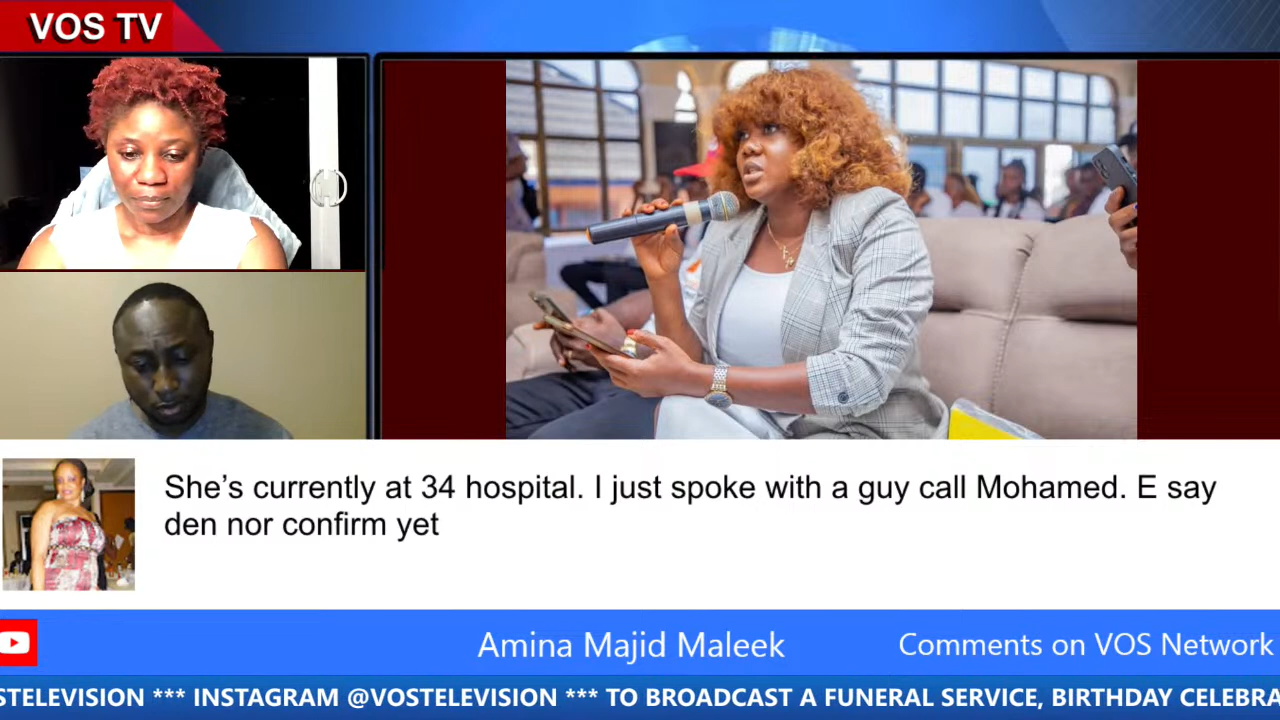 VOS TV
She’s currently at 34 hospital. I just spoke with a guy call Mohamed. E say
den nor confirm yet
Amina Majid Maleek
Comments on VOS Network
STELEVISION *** INSTAGRAM @VOSTELEVISION *** TO BROADCAST A FUNERAL SERVICE, BIRTHDAY CELEBRA